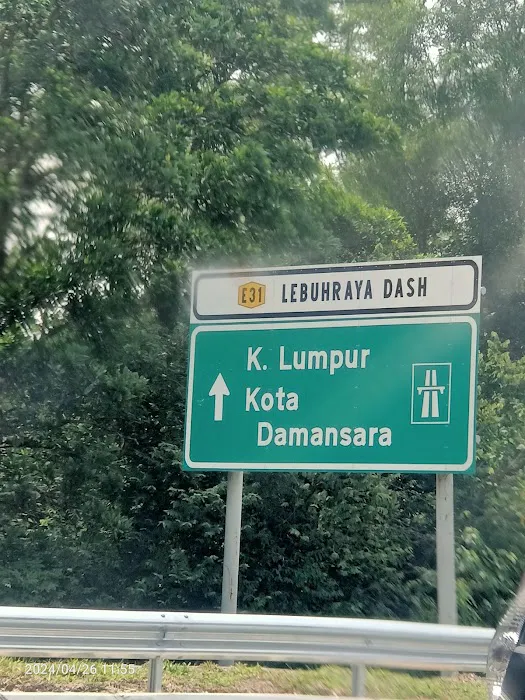 E31 LEBUHRAYA DASH
K. Lumpur
Kota
Damansara
2024/04/26 11:55